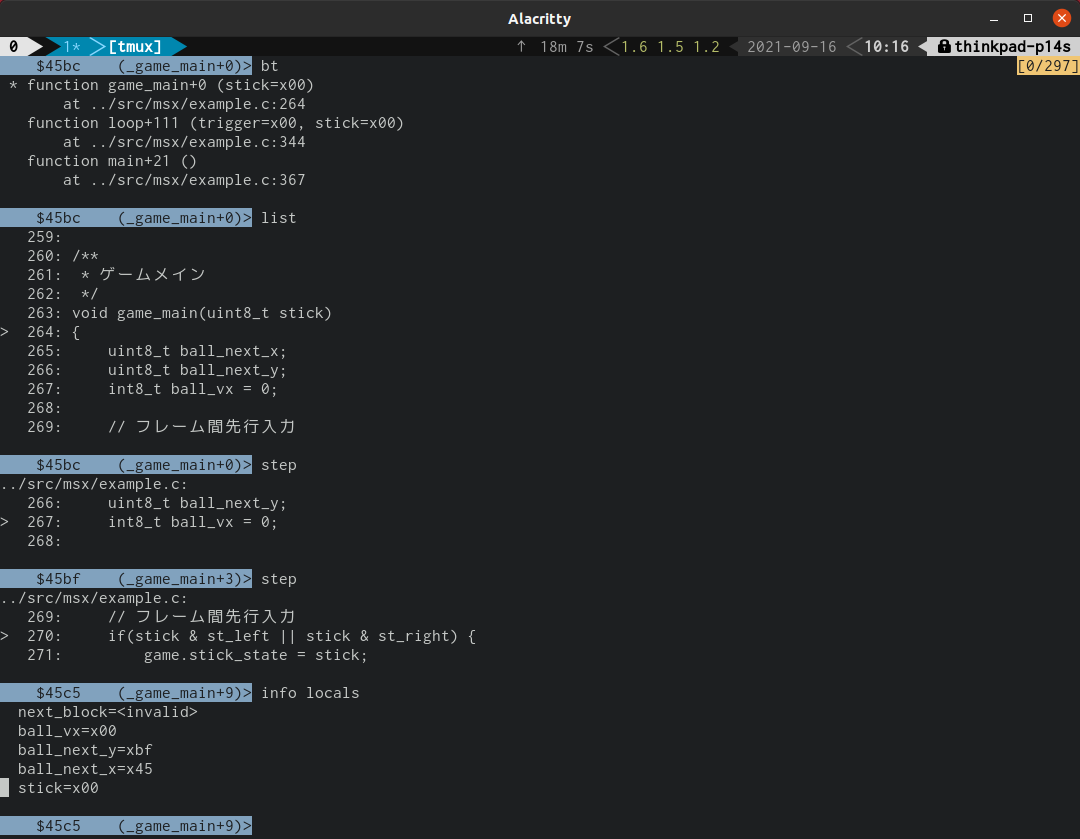 Alacritty
0 1* [tmux] ↑ 18m 7s 1.6 1.5 1.2 2021-09-16 10:16 thinkpad-p14s
$45bc (_game_main+0)> bt [0/297]
* function game_main+0 (stick=x00)
at ../src/msx/example.c:264
function loop+111 (trigger=x00, stick=x00)
at ../src/msx/example.c:344
function main+21 ()
at ../src/msx/example.c:367
$45bc (_game_main+0)> list
259:
260: /**
261: * ゲームメイン
262: */
263: void game_main(uint8_t stick)
> 264: {
265: uint8_t ball_next_x;
266: uint8_t ball_next_y;
267: int8_t ball_vx = 0;
268:
269: // フレーム間先行入力
$45bc (_game_main+0)> step
../src/msx/example.c:
266: uint8_t ball_next_y;
> 267: int8_t ball_vx = 0;
268:
$45bf (_game_main+3)> step
../src/msx/example.c:
269: // フレーム間先行入力
> 270: if(stick & st_left || stick & st_right) {
271: game.stick_state = stick;
$45c5 (_game_main+9)> info locals
next_block=<invalid>
ball_vx=x00
ball_next_y=xbf
ball_next_x=x45
stick=x00
$45c5 (_game_main+9)>